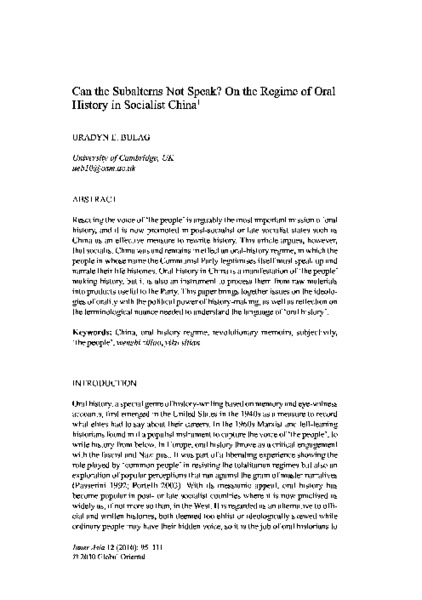 Can the Subalterns Not Speak? On the Regime of Oral
History in Socialist China¹
URADYN E. BULAG
University of Cambridge, UK
ueb10@cam.ac.uk
ABSTRACT
Rescuing the voice of 'the people' is arguably the most important mission of oral
history, and it is now promoted in post-socialist or late socialist states such as
China as an effective measure to rewrite history. This article argues, however,
that socialist China was and remains in effect an oral-history regime, in which the
people in whose name the Communist Party legitimises itself must speak up and
narrate their life histories. Oral history in China is a manifestation of 'the people'
making history, but it is also an instrument to process them from raw materials
into products useful to the Party. This paper brings together issues on the ideolo-
gies of orality with the political power of history-making, as well as reflection on
the terminological nuance needed to understand the language of 'oral history'.
Keywords: China, oral history regime, revolutionary memoirs, subjectivity,
'the people', wenshi ziliao, yiku sitian
INTRODUCTION
Oral history, a special genre of history-writing based on memory and eye-witness
accounts, first emerged in the United States in the 1940s as a measure to record
what elites had to say about their careers. In the 1960s Marxist and left-leaning
historians found in it a populist instrument to capture the voice of 'the people', to
write history from below. In Europe, oral history throve as a critical engagement
with the fascist and Nazi past. It was part of a liberating experience showing the
role played by 'common people' in resisting the totalitarian regimes but also an
exploration of popular perceptions that ran against the grain of master narratives
(Passerini 1992; Portelli 2003). With its messianic appeal, oral history has
become popular in post- or late socialist countries where it is now practised as
widely as, if not more so than, in the West. It is regarded as an alternative to offi-
cial and written histories, both deemed too elitist or ideologically skewed while
ordinary people may have their hidden voice, so it is the job of oral historians to
Inner Asia 12 (2010): 95–111
© 2010 Global Oriental